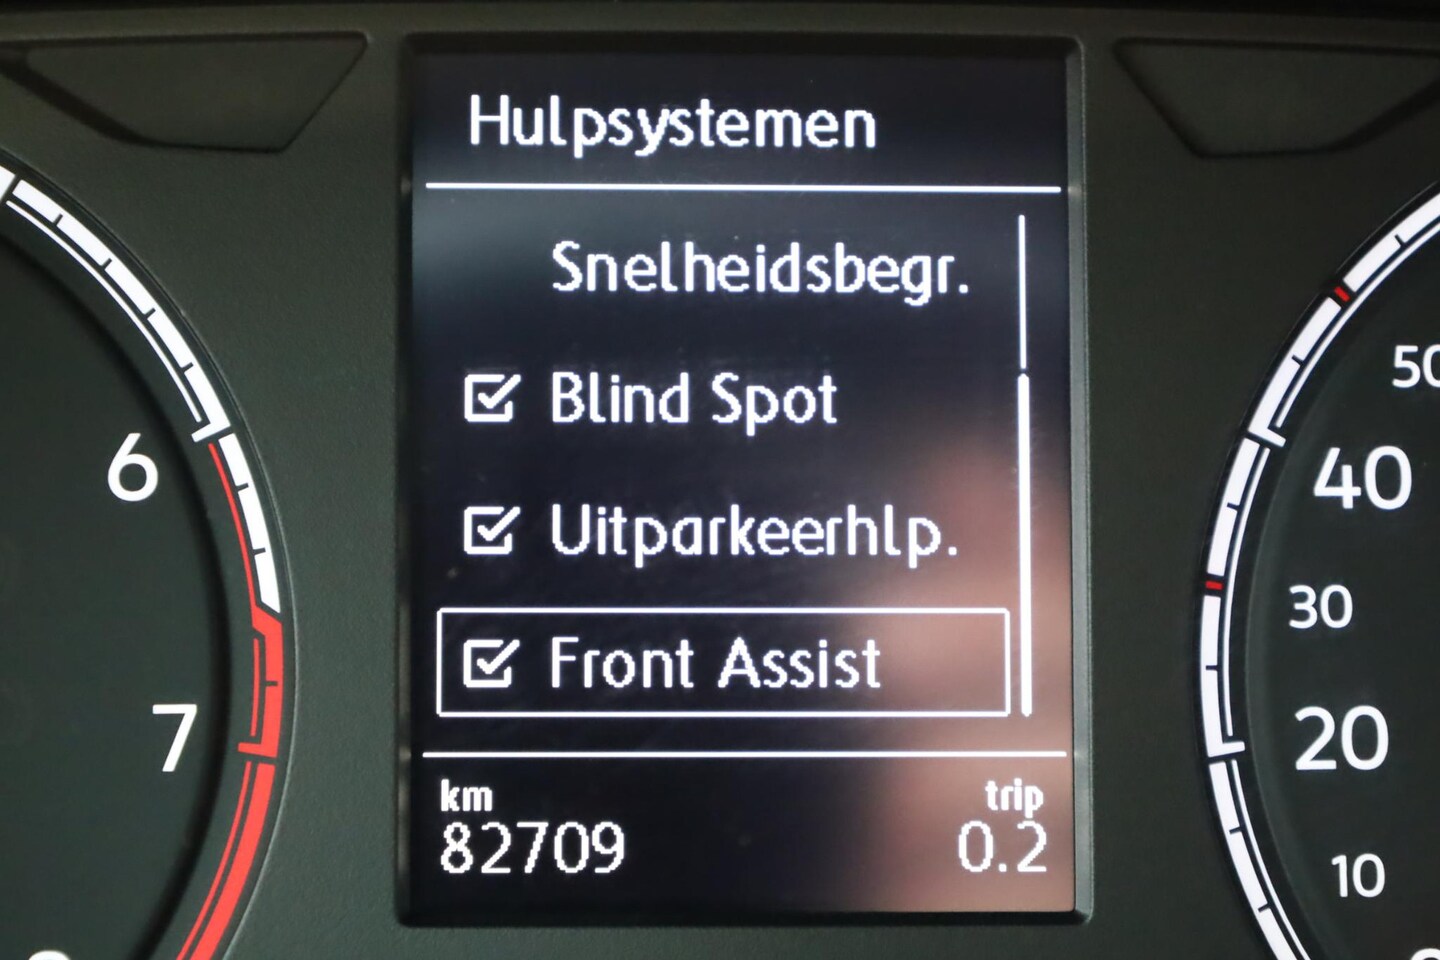 Hulpsystemen
Snelheidsbegr.
Blind Spot
Uitparkeerhlp.
Front Assist
km trip
82709 0.2
6
7
50
40
30
20
10